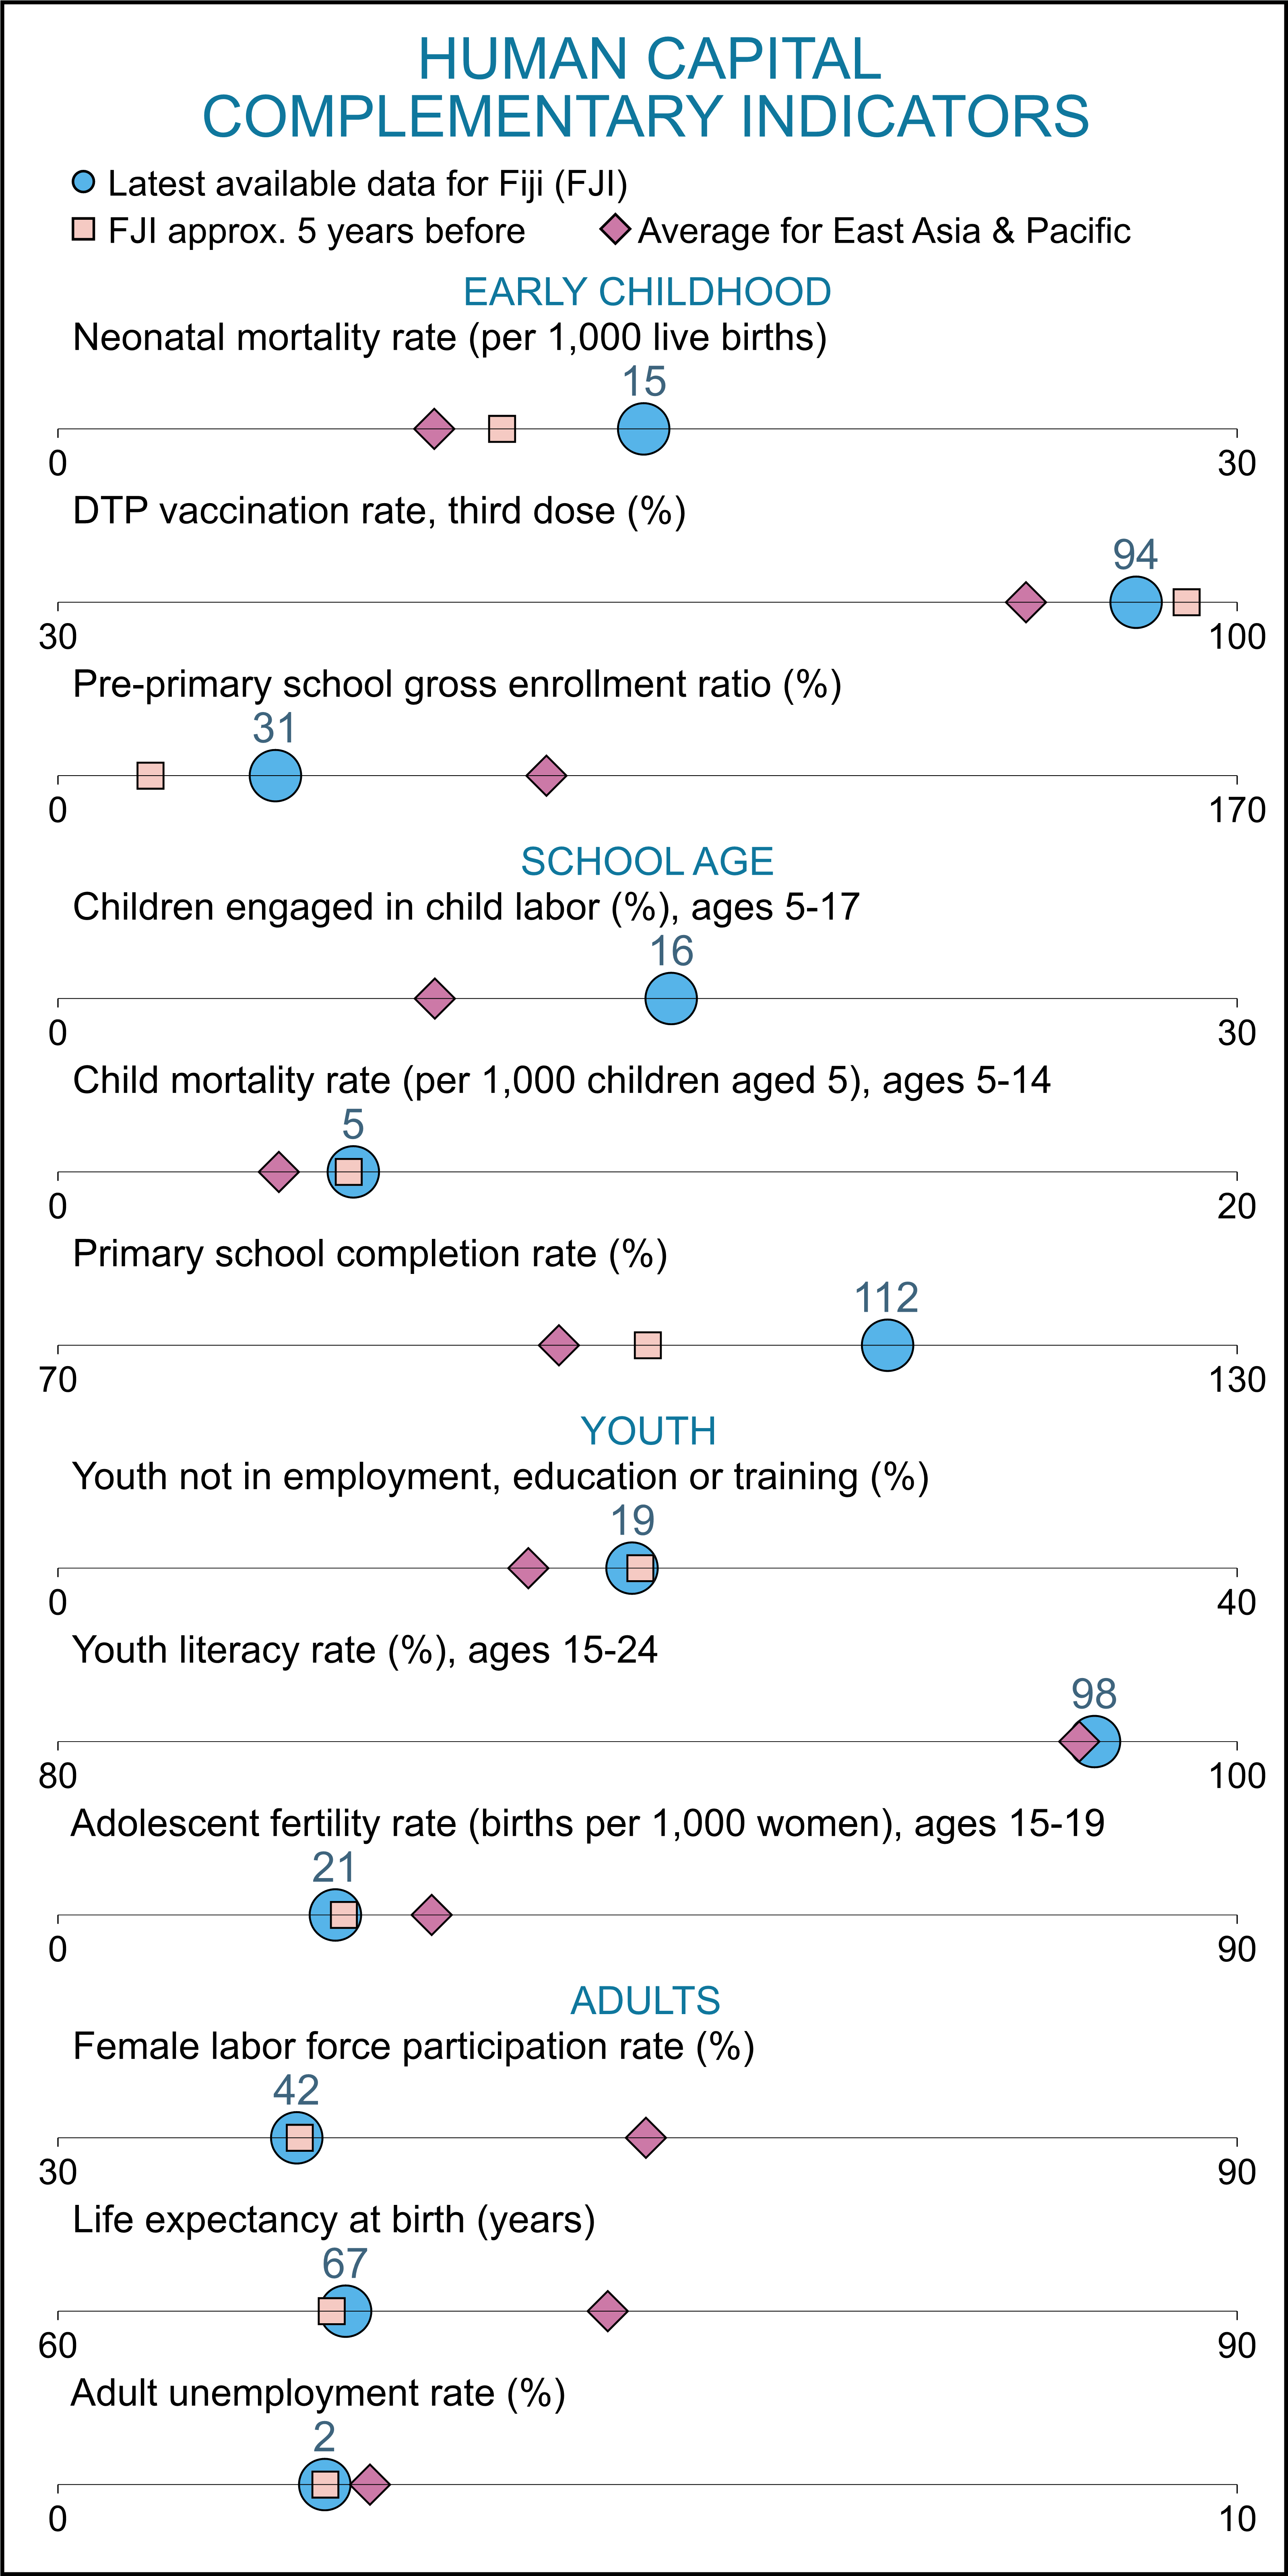 HUMAN CAPITAL
COMPLEMENTARY INDICATORS
Latest available data for Fiji (FJI)
FJI approx. 5 years before Average for East Asia & Pacific
EARLY CHILDHOOD
Neonatal mortality rate (per 1,000 live births)
15
0 30
DTP vaccination rate, third dose (%)
94
30 100
Pre-primary school gross enrollment ratio (%)
31
0 170
SCHOOL AGE
Children engaged in child labor (%), ages 5-17
16
0 30
Child mortality rate (per 1,000 children aged 5), ages 5-14
5
0 20
Primary school completion rate (%)
112
70 130
YOUTH
Youth not in employment, education or training (%)
19
0 40
Youth literacy rate (%), ages 15-24
98
80 100
Adolescent fertility rate (births per 1,000 women), ages 15-19
21
0 90
ADULTS
Female labor force participation rate (%)
42
30 90
Life expectancy at birth (years)
67
60 90
Adult unemployment rate (%)
2
0 10